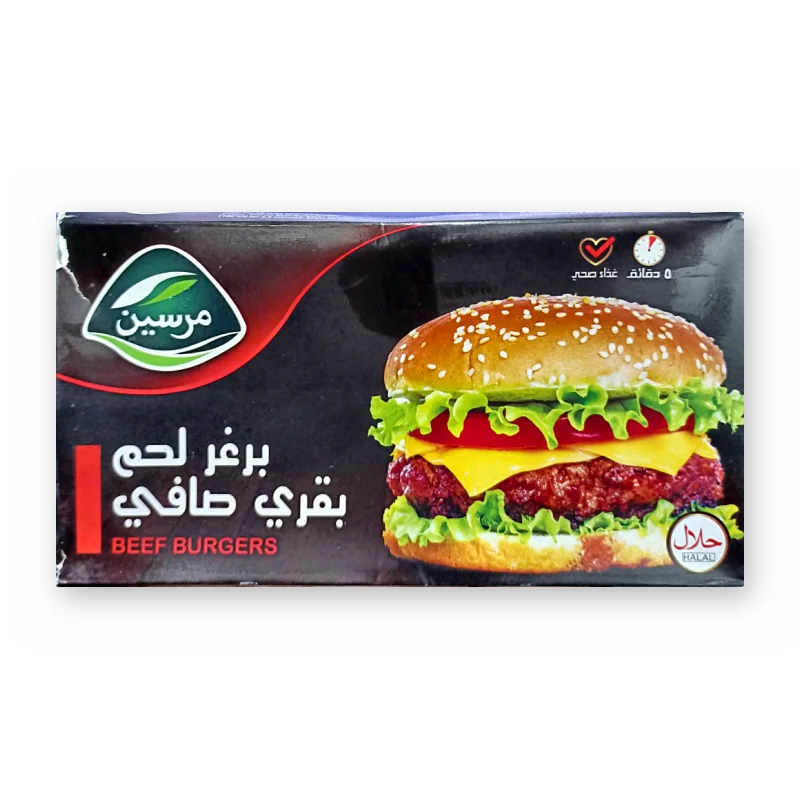 مرسين
غذاء صحي
٥ دقائق
برغر لحم
بقري صافي
BEEF BURGERS
حلال
HALAL